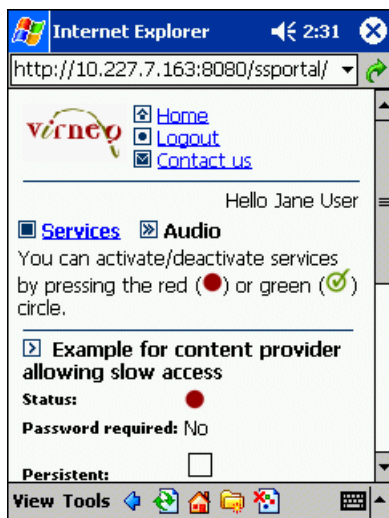 Internet Explorer 2:31
http://10.227.7.163:8080/ssportal/
virneo
Home
Logout
Contact us
Hello Jane User
Services Audio
You can activate/deactivate services
by pressing the red ( ) or green ( )
circle.
Example for content provider
allowing slow access
Status:
Password required: No
Persistent:
View Tools